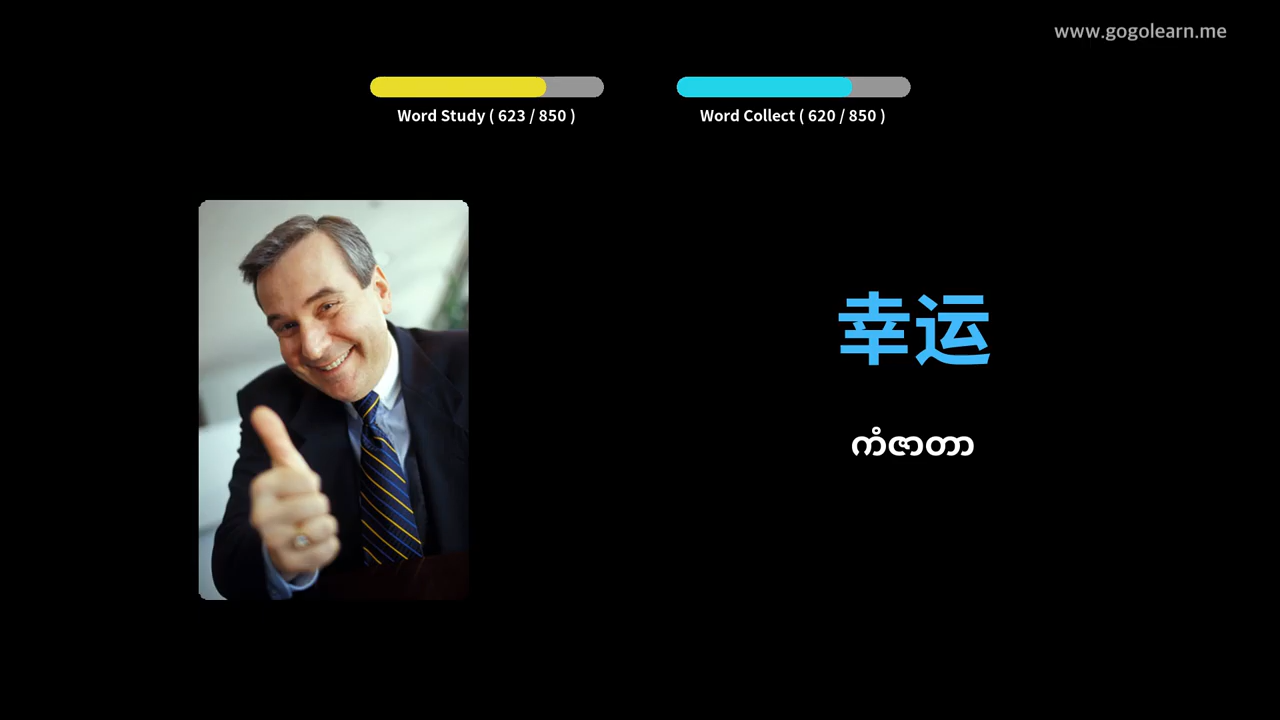 www.gogolearn.me
Word Study ( 623 / 850 )
Word Collect ( 620 / 850 )
幸运
ကံဇာတာ